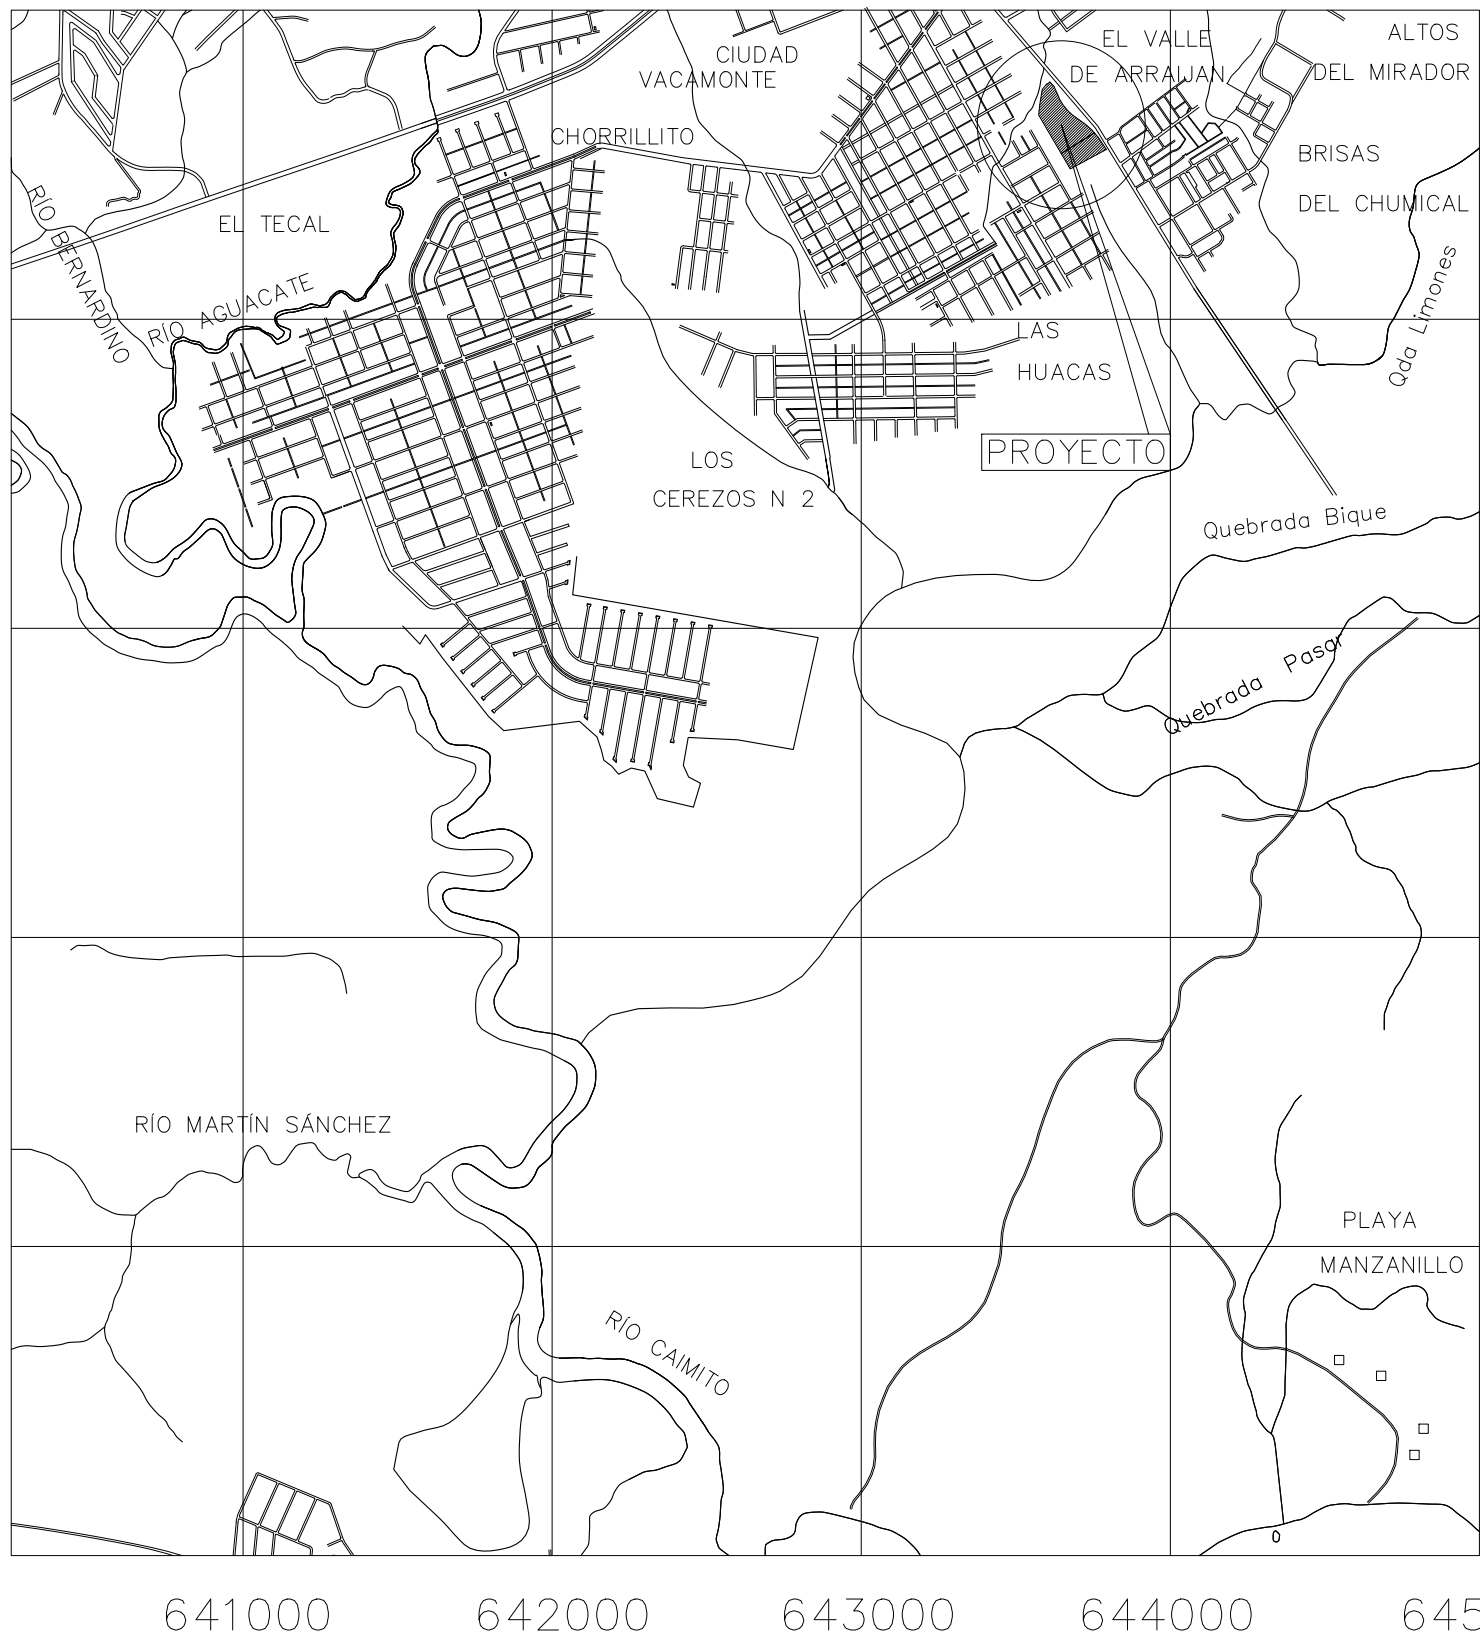 ALTOS
DEL MIRADOR
EL VALLE
DE ARRAIJAN
CIUDAD
VACAMONTE
CHORRILLITO
BRISAS
DEL CHUMICAL
RÍO BERNARDINO
EL TECAL
RÍO AGUACATE
Qda Limones
LAS
HUACAS
PROYECTO
LOS
CEREZOS N 2
Quebrada Bique
Quebrada Pasar
RÍO MARTÍN SÁNCHEZ
PLAYA
MANZANILLO
RÍO CAIMITO
641000 642000 643000 644000 645